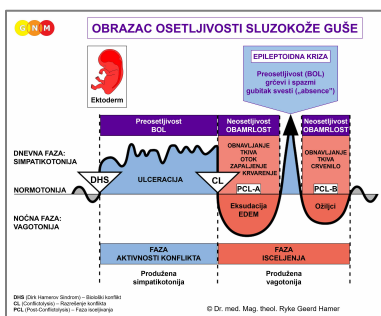 GNM
OBRAZAC OSETLJIVOSTI SLUZOKOŽE GUŠE
Ektoderm
EPILEPTOIDNA KRIZA
Preosetljivost (BOL)
grčevi i spazmi
gubitak svesti („absence”)
Preosetljivost
BOL
Neosetljivost
OBAMRLOST
Neosetljivost
OBAMRLOST
DNEVNA FAZA:
SIMPATIKOTONIJA
OBNAVLJANJE
TKIVA
OTOK
ZAPALJENJE
KRVARENJE
OBNAVLJANJE
TKIVA
CRVENILO
DHS
ULCERACIJA
CL
PCL-A
PCL-B
NORMOTONIJA
NOĆNA FAZA:
VAGOTONIJA
Eksudacija
EDEM
Ožiljci
FAZA
AKTIVNOSTI KONFLIKTA
FAZA
ISCELJENJA
Produžena
simpatikotonija
Produžena
vagotonija
DHS (Dirk Hamerov Sindrom) – Biološki konflikt
CL (Conflictolysis) – Razrešenje konflikta
PCL (Post-Conflictolysis) – Faza isceljivanja
© Dr. med. Mag. theol. Ryke Geerd Hamer